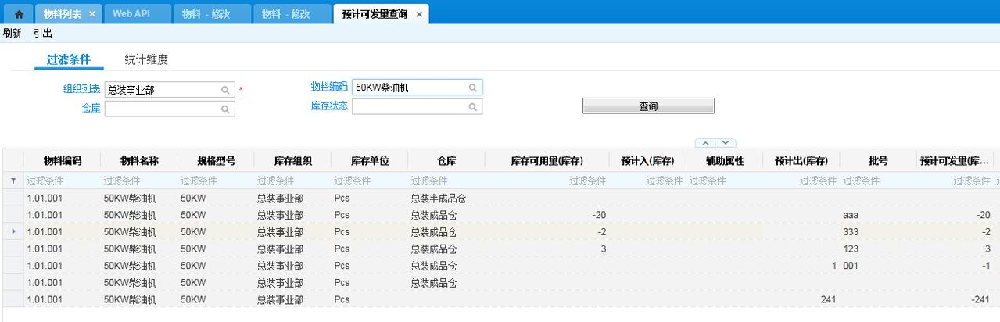 物料列表 × Web API 物料 - 修改 物料 - 修改 预计可发量查询 ×
刷新 引出
过滤条件 统计维度
组织列表 总装事业部 * 物料编码 50KW柴油机
仓库 库存状态 查询
物料编码 物料名称 规格型号 库存组织 库存单位 仓库 库存可用量(库存) 预计入(库存) 辅助属性 预计出(库存) 批号 预计可发量(库...
过滤条件 过滤条件 过滤条件 过滤条件 过滤条件 过滤条件 过滤条件 过滤条件 过滤条件 过滤条件 过滤条件 过滤条件
1.01.001 50KW柴油机 50KW 总装事业部 Pcs 总装半成品仓
1.01.001 50KW柴油机 50KW 总装事业部 Pcs 总装成品仓 -20 aaa -20
1.01.001 50KW柴油机 50KW 总装事业部 Pcs 总装成品仓 -2 333 -2
1.01.001 50KW柴油机 50KW 总装事业部 Pcs 总装成品仓 3 123 3
1.01.001 50KW柴油机 50KW 总装事业部 Pcs 总装成品仓 1 001 -1
1.01.001 50KW柴油机 50KW 总装事业部 Pcs 总装成品仓
1.01.001 50KW柴油机 50KW 总装事业部 Pcs 241 -241